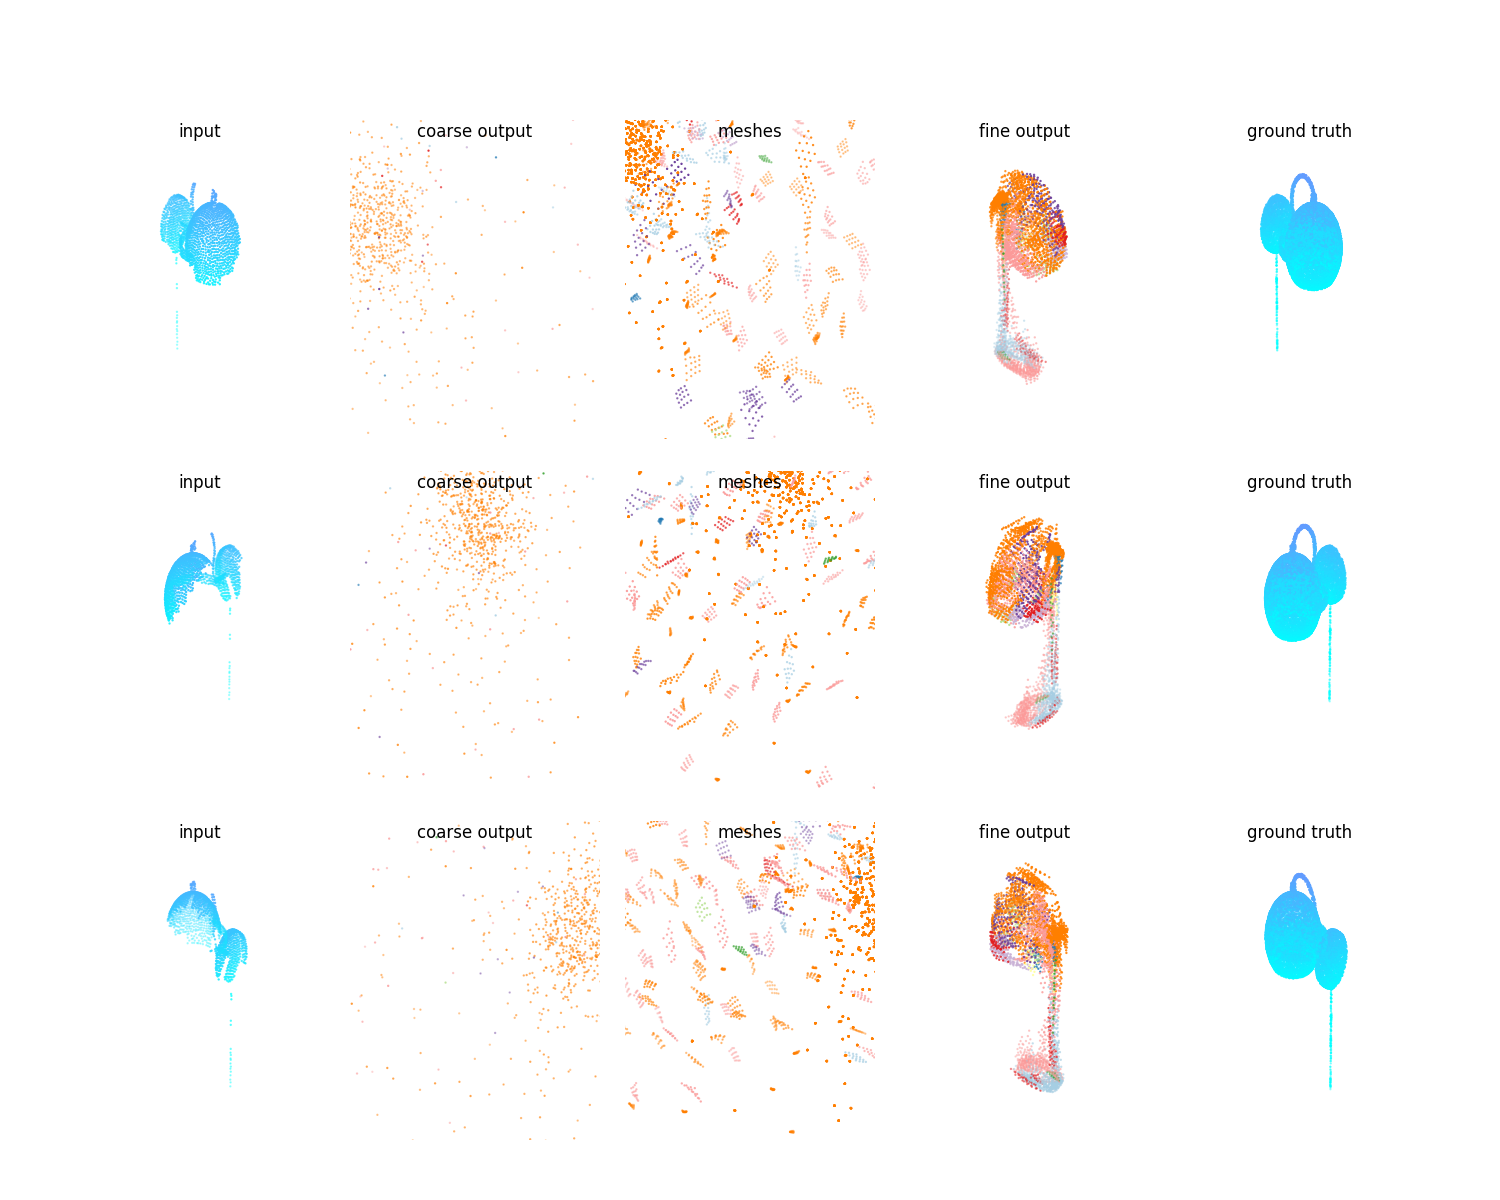 input
coarse output
meshes
fine output
ground truth
input
coarse output
meshes
fine output
ground truth
input
coarse output
meshes
fine output
ground truth